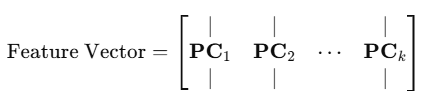 Feature Vector = [PC₁ PC₂ ⋯ PCₖ]